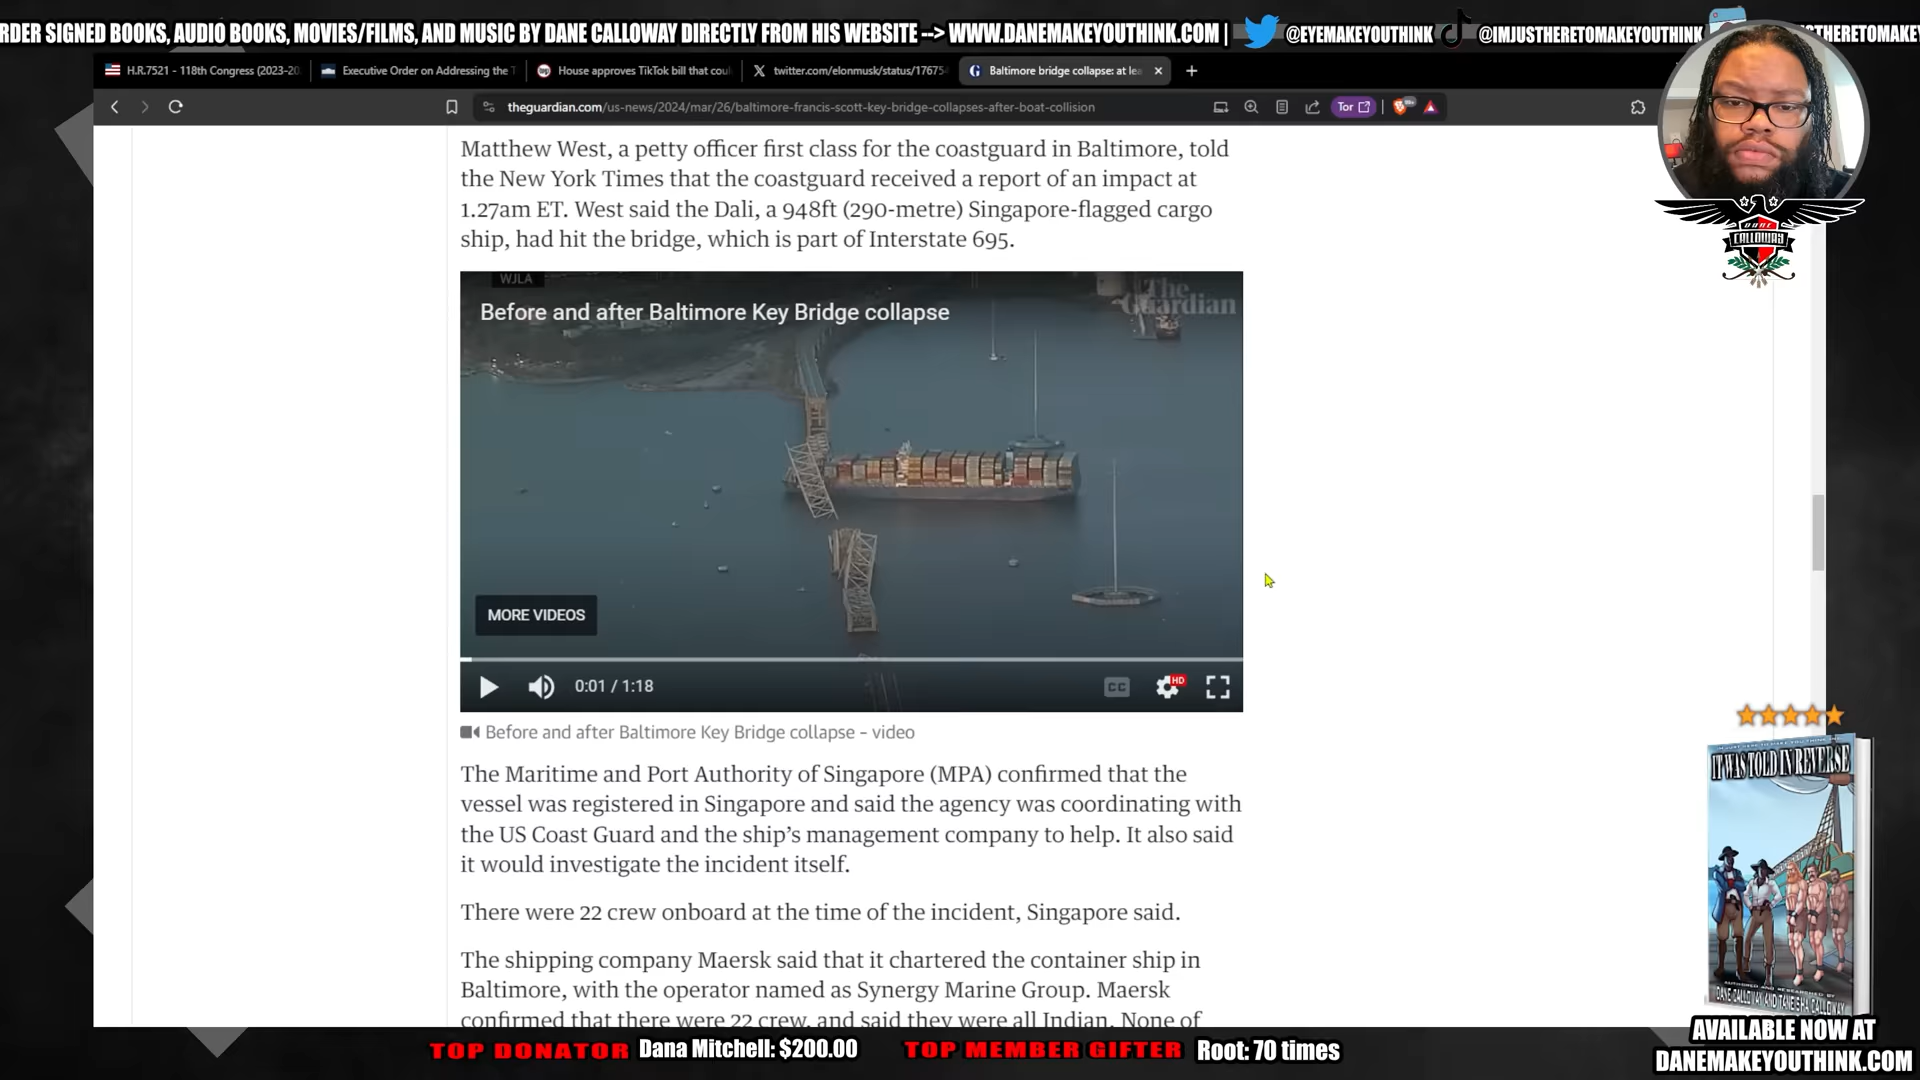 RDER SIGNED BOOKS, AUDIO BOOKS, MOVIES/FILMS, AND MUSIC BY DANE CALLOWAY DIRECTLY FROM HIS WEBSITE --> WWW.DANEMAKEYOUTHINK.COM | @EYEMAKEYOUTHINK @IMJUSTHERETOMAKEYOUTHINK STHERETOMAKEY
H.R.7521 - 118th Congress (2023-20
Executive Order on Addressing the T
House approves TikTok bill that coul
twitter.com/elonmusk/status/17675
Baltimore bridge collapse: at lea
theguardian.com/us-news/2024/mar/26/baltimore-francis-scott-key-bridge-collapses-after-boat-collision
Tor
Matthew West, a petty officer first class for the coastguard in Baltimore, told
the New York Times that the coastguard received a report of an impact at
1.27am ET. West said the Dali, a 948ft (290-metre) Singapore-flagged cargo
ship, had hit the bridge, which is part of Interstate 695.
DANE
CALLOWAY
WJLA
The
Guardian
Before and after Baltimore Key Bridge collapse
MORE VIDEOS
0:01 / 1:18
CC
HD
Before and after Baltimore Key Bridge collapse – video
The Maritime and Port Authority of Singapore (MPA) confirmed that the
vessel was registered in Singapore and said the agency was coordinating with
the US Coast Guard and the ship's management company to help. It also said
it would investigate the incident itself.
There were 22 crew onboard at the time of the incident, Singapore said.
The shipping company Maersk said that it chartered the container ship in
Baltimore, with the operator named as Synergy Marine Group. Maersk
confirmed that there were 22 crew, and said they were all Indian. None of
IT WAS TOLD IN REVERSE
DANE CALLOWAY AND TANEISHA CALLOWAY
AVAILABLE NOW AT
DANEMAKEYOUTHINK.COM
TOP DONATOR Dana Mitchell: $200.00
TOP MEMBER GIFTER Root: 70 times